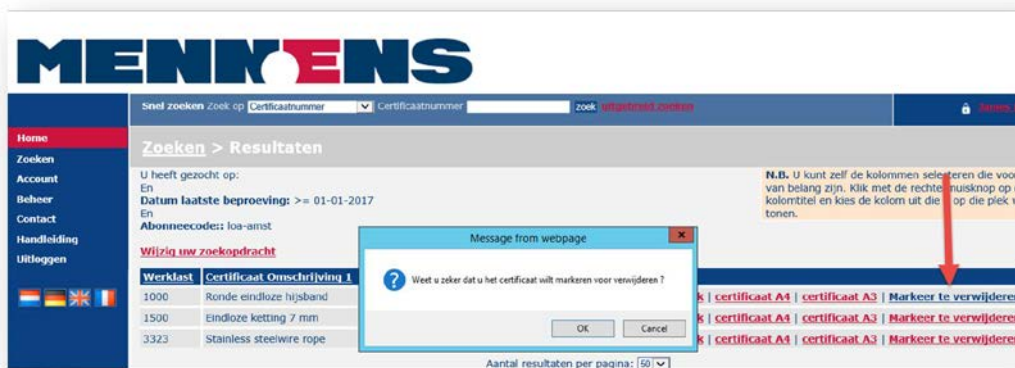 MENNENS
Snel zoeken Zoek op Certificaatnummer Certificaatnummer zoek uitgebreid zoeken
Home
Zoeken
Account
Beheer
Contact
Handleiding
Uitloggen
Zoeken > Resultaten
U heeft gezocht op:
En
Datum laatste beproeving: >= 01-01-2017
En
Abonneecode:: loa-amst
Wijzig uw zoekopdracht
N.B. U kunt zelf de kolommen selecteren die
van belang zijn. Klik met de rechtermuisknop op
kolomtitel en kies de kolom uit die op die plek
tonen.
Message from webpage
Weet u zeker dat u het certificaat wilt markeren voor verwijderen ?
OK Cancel
Werklast Certificaat Omschrijving 1
1000 Ronde eindloze hijsband | certificaat A4 | certificaat A3 | Markeer te
1500 Eindloze ketting 7 mm | certificaat A4 | certificaat A3 | Markeer te
3323 Stainless steelwire rope | certificaat A4 | certificaat A3 | Markeer te
Aantal resultaten per pagina: 50